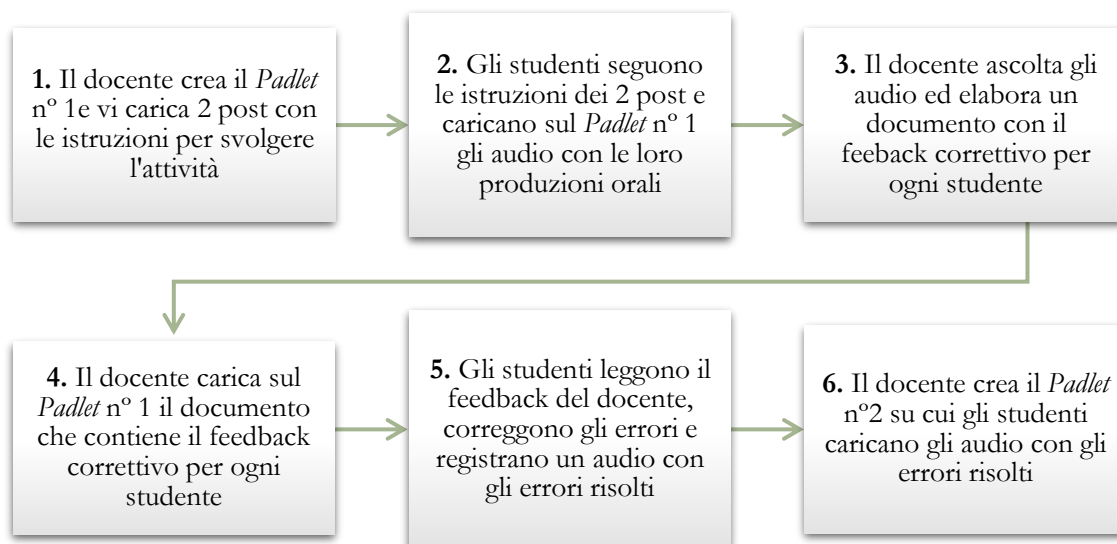 1. Il docente crea il Padlet
nº 1e vi carica 2 post con
le istruzioni per svolgere
l'attività
2. Gli studenti seguono
le istruzioni dei 2 post e
caricano sul Padlet nº 1
gli audio con le loro
produzioni orali
3. Il docente ascolta gli
audio ed elabora un
documento con il
feeback correttivo per
ogni studente
4. Il docente carica sul
Padlet nº 1 il documento
che contiene il feedback
correttivo per ogni
studente
5. Gli studenti leggono il
feedback del docente,
correggono gli errori e
registrano un audio con
gli errori risolti
6. Il docente crea il Padlet
nº2 su cui gli studenti
caricano gli audio con gli
errori risolti